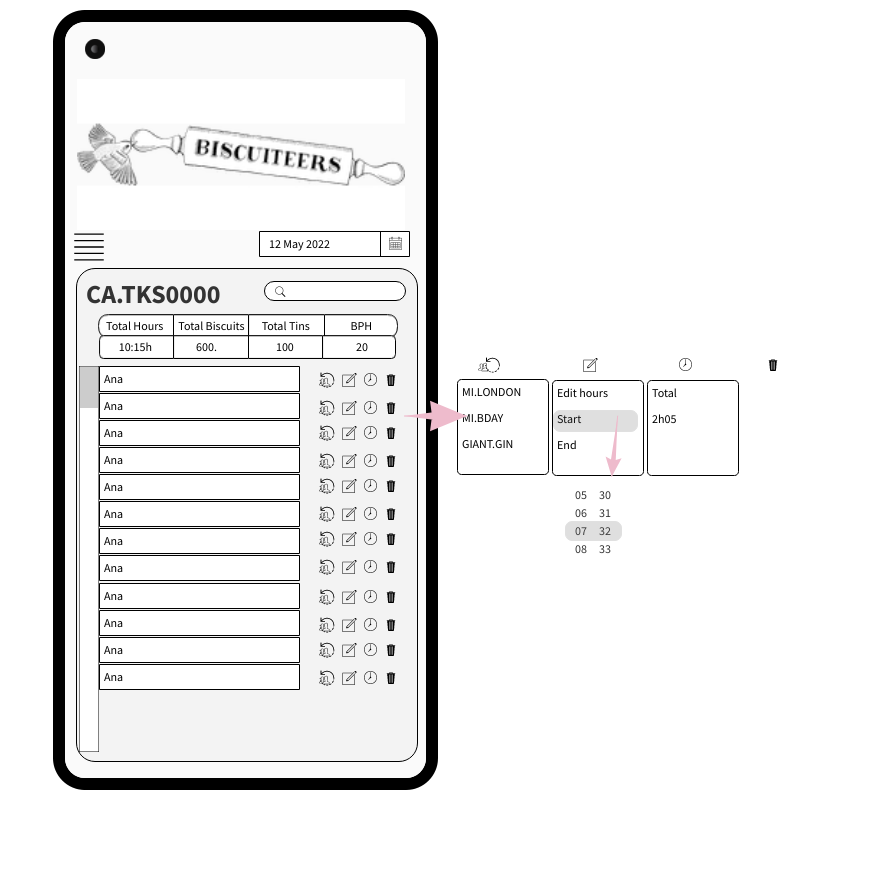 BISCUITEERS
12 May 2022
CA.TKS0000
Total Hours Total Biscuits Total Tins BPH
10:15h 600. 100 20
Ana
Ana
Ana
Ana
Ana
Ana
Ana
Ana
Ana
Ana
Ana
Ana
MI.LONDON
MI.BDAY
GIANT.GIN
Edit hours
Start
End
Total
2h05
05 30
06 31
07 32
08 33